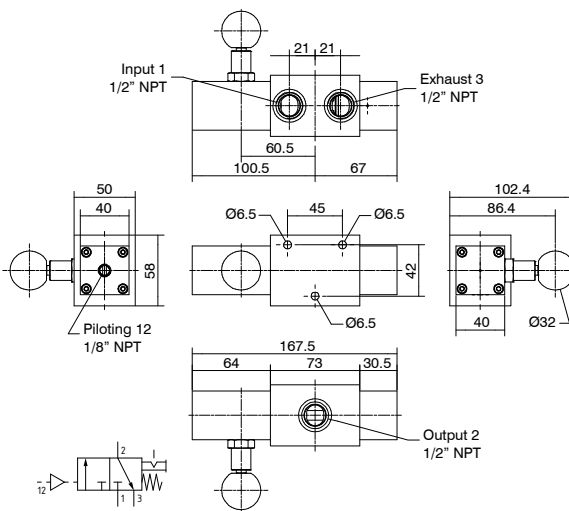 21 21
Input 1
1/2” NPT
Exhaust 3
1/2” NPT
60.5
100.5 67
50
40
58
Piloting 12
1/8” NPT
Ø6.5 45 Ø6.5
42
Ø6.5
102.4
86.4
40 Ø32
167.5
64 73 30.5
Output 2
1/2” NPT
2
12
1 3